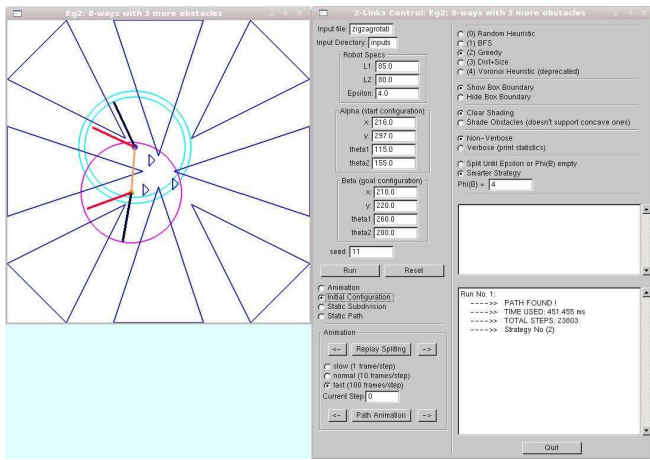 Eg2: 8-ways with 3 more obstacles
2-Links Control: Eg2: 8-ways with 3 more obstacles
Input file: zigzagrotati
Input Directory: inputs
Robot Specs
L1: 85.0
L2: 80.0
Epsilon: 4.0
Alpha (start configuration)
x: 216.0
y: 297.0
theta1 115.0
theta2 155.0
Beta (goal configuration)
x: 210.0
y: 220.0
theta1 260.0
theta2 200.0
seed: 11
Run Reset
Animation
Initial Configuration
Static Subdivision
Static Path
Animation
<- Replay Splitting ->
slow (1 frame/step)
normal (10 frames/step)
fast (100 frames/step)
Current Step 0
<- Path Animation ->
(0) Random Heuristic
(1) BFS
(2) Greedy
(3) Dist+Size
(4) Voronoi Heuristic (deprecated)
Show Box Boundary
Hide Box Boundary
Clear Shading
Shade Obstacles (doesn't support concave ones)
Non-Verbose
Verbose (print statistics)
Split Until Epsilon or Phi(B) empty
Smarter Strategy
Phi(B) = 4
Run No. 1:
---->> PATH FOUND !
---->> TIME USED: 451.455 ms
---->> TOTAL STEPS: 23803
---->> Strategy No (2)
Quit